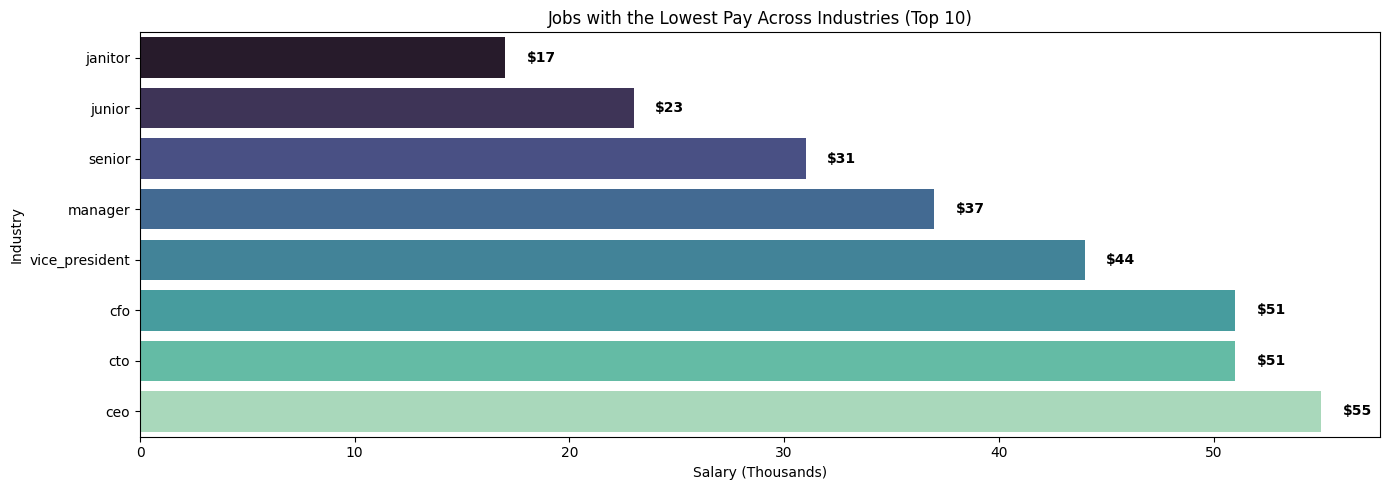 Jobs with the Lowest Pay Across Industries (Top 10)
janitor
$17
junior
$23
senior
$31
manager
$37
vice_president
$44
cfo
$51
cto
$51
ceo
$55
Industry
0 10 20 30 40 50
Salary (Thousands)